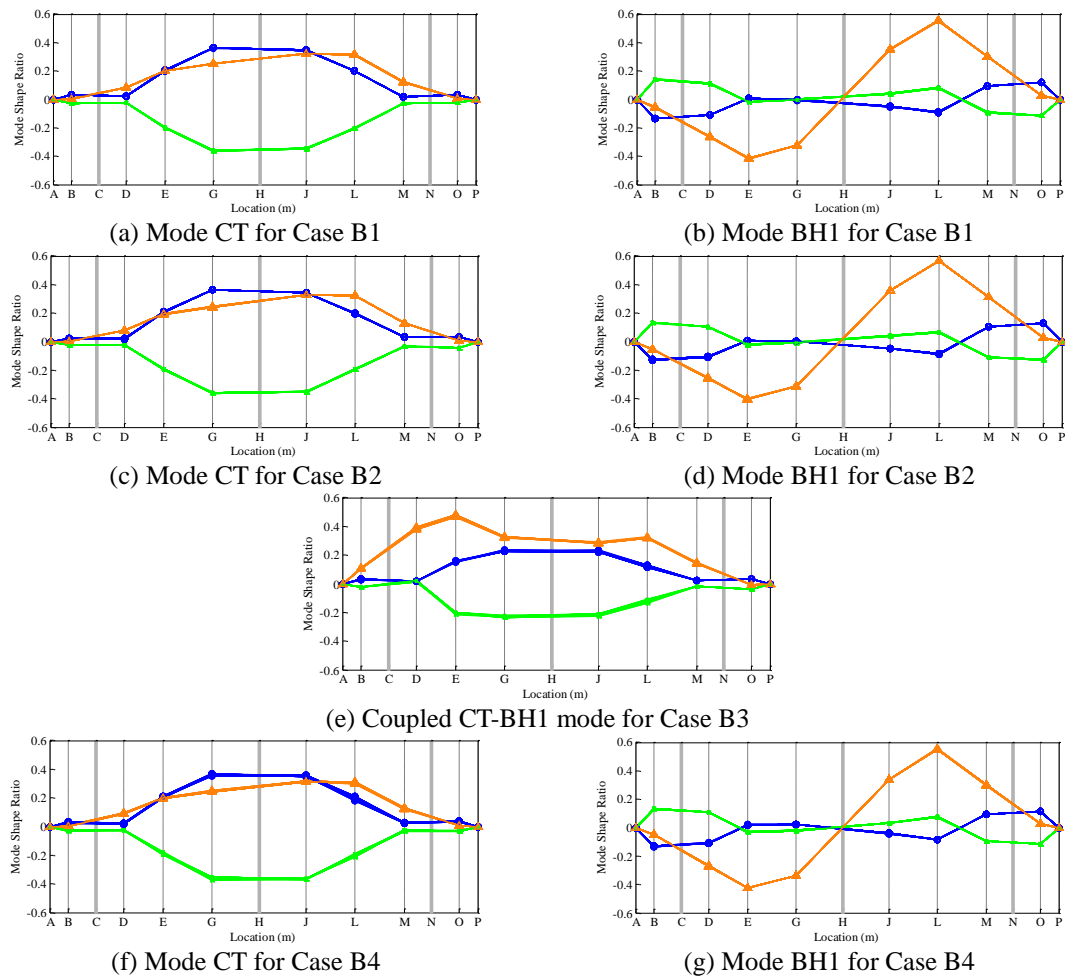 Mode Shape Ratio
0.6
0.4
0.2
0
-0.2
-0.4
-0.6
A B C D E G H J L M N O P
Location (m)
(a) Mode CT for Case B1
Mode Shape Ratio
0.6
0.4
0.2
0
-0.2
-0.4
-0.6
A B C D E G H J L M N O P
Location (m)
(b) Mode BH1 for Case B1
Mode Shape Ratio
0.6
0.4
0.2
0
-0.2
-0.4
-0.6
A B C D E G H J L M N O P
Location (m)
(c) Mode CT for Case B2
Mode Shape Ratio
0.6
0.4
0.2
0
-0.2
-0.4
-0.6
A B C D E G H J L M N O P
Location (m)
(d) Mode BH1 for Case B2
Mode Shape Ratio
0.6
0.4
0.2
0
-0.2
-0.4
-0.6
A B C D E G H J L M N O P
Location (m)
(e) Coupled CT-BH1 mode for Case B3
Mode Shape Ratio
0.6
0.4
0.2
0
-0.2
-0.4
-0.6
A B C D E G H J L M N O P
Location (m)
(f) Mode CT for Case B4
Mode Shape Ratio
0.6
0.4
0.2
0
-0.2
-0.4
-0.6
A B C D E G H J L M N O P
Location (m)
(g) Mode BH1 for Case B4